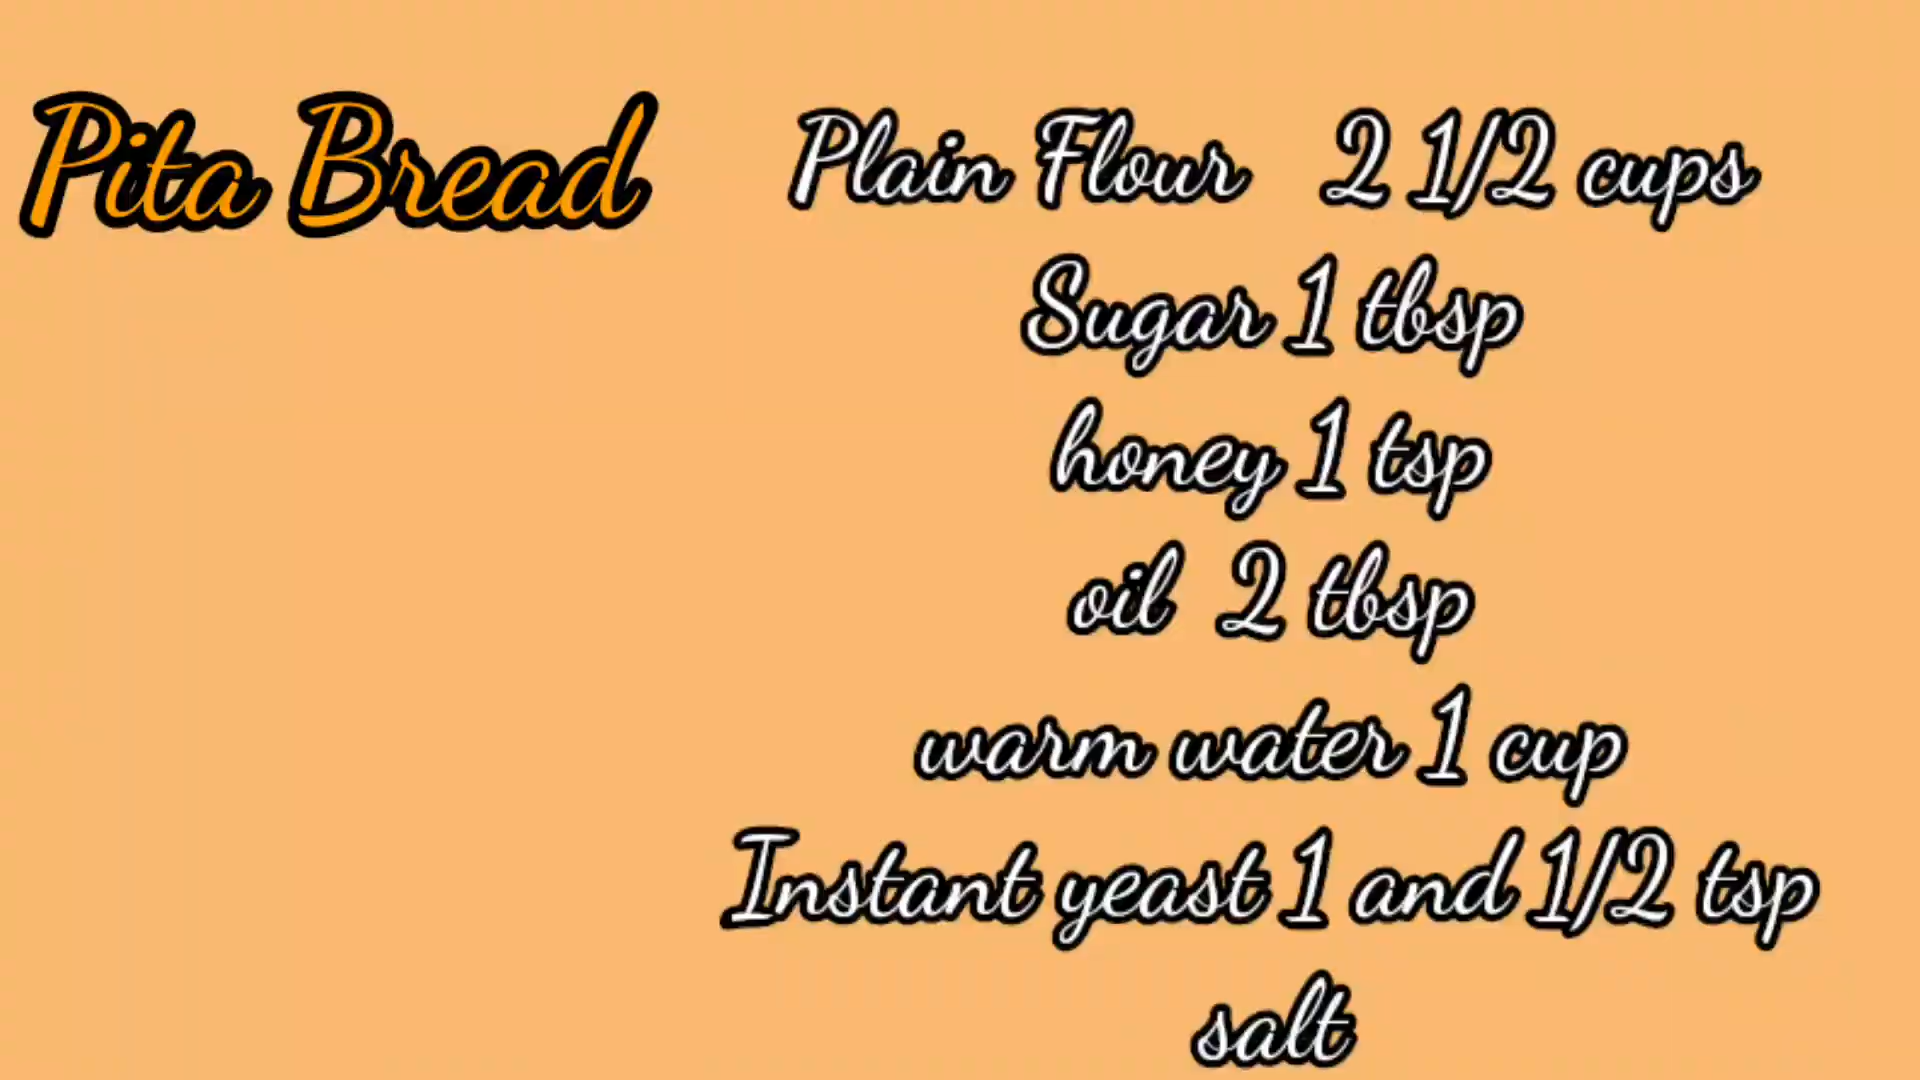 Pita Bread
Plain Flour 2 1/2 cups
Sugar 1 tbsp
honey 1 tsp
oil 2 tbsp
warm water 1 cup
Instant yeast 1 and 1/2 tsp
salt